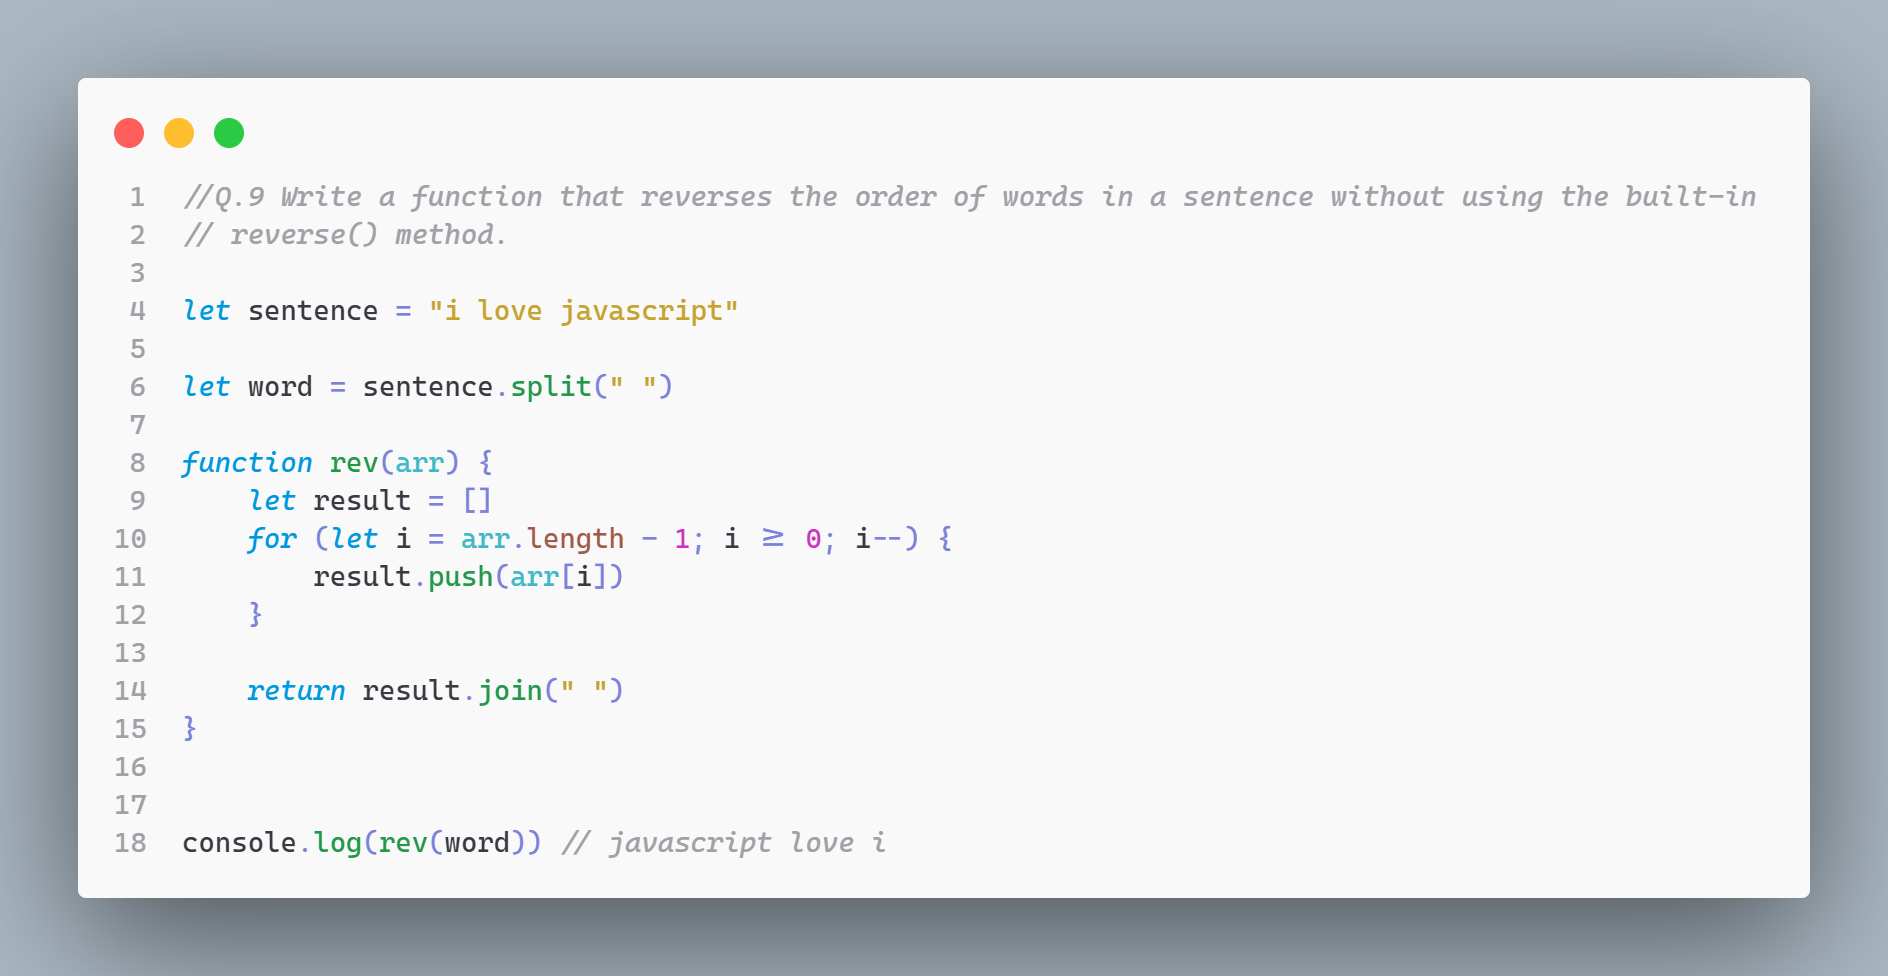 1 //Q.9 Write a function that reverses the order of words in a sentence without using the built-in
2 // reverse() method.
3
4 let sentence = "i love javascript"
5
6 let word = sentence.split(" ")
7
8 function rev(arr) {
9     let result = []
10     for (let i = arr.length - 1; i ≥ 0; i--) {
11         result.push(arr[i])
12     }
13
14     return result.join(" ")
15 }
16
17
18 console.log(rev(word)) // javascript love i